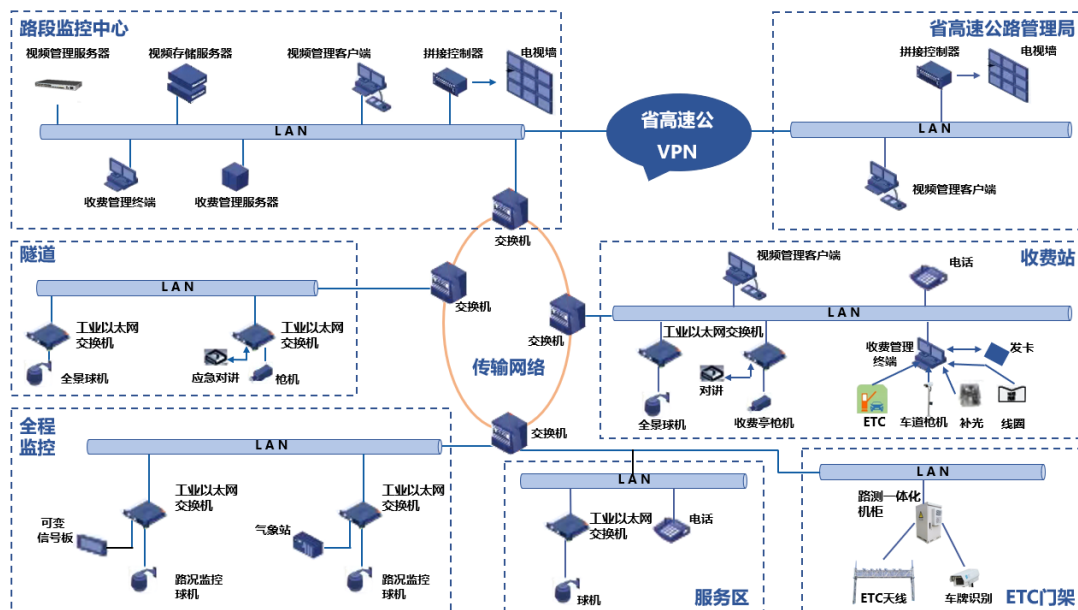 路段监控中心
视频管理服务器
视频存储服务器
视频管理客户端
拼接控制器
电视墙
LAN
收费管理终端
收费管理服务器
交换机
省高速公
VPN
省高速公路管理局
拼接控制器
电视墙
LAN
视频管理客户端
隧道
LAN
工业以太网
交换机
工业以太网
交换机
全景球机
应急对讲
枪机
交换机
交换机
传输网络
交换机
收费站
视频管理客户端
电话
LAN
工业以太网交换机
收费管理
终端
发卡
对讲
全景球机
收费亭枪机
ETC
车道枪机
补光
线圈
全程
监控
LAN
工业以太网
交换机
工业以太网
交换机
可变
信号板
气象站
路况监控
球机
路况监控
球机
LAN
工业以太网
交换机
电话
球机
服务区
LAN
路测一体化
机柜
ETC天线
车牌识别
ETC门架